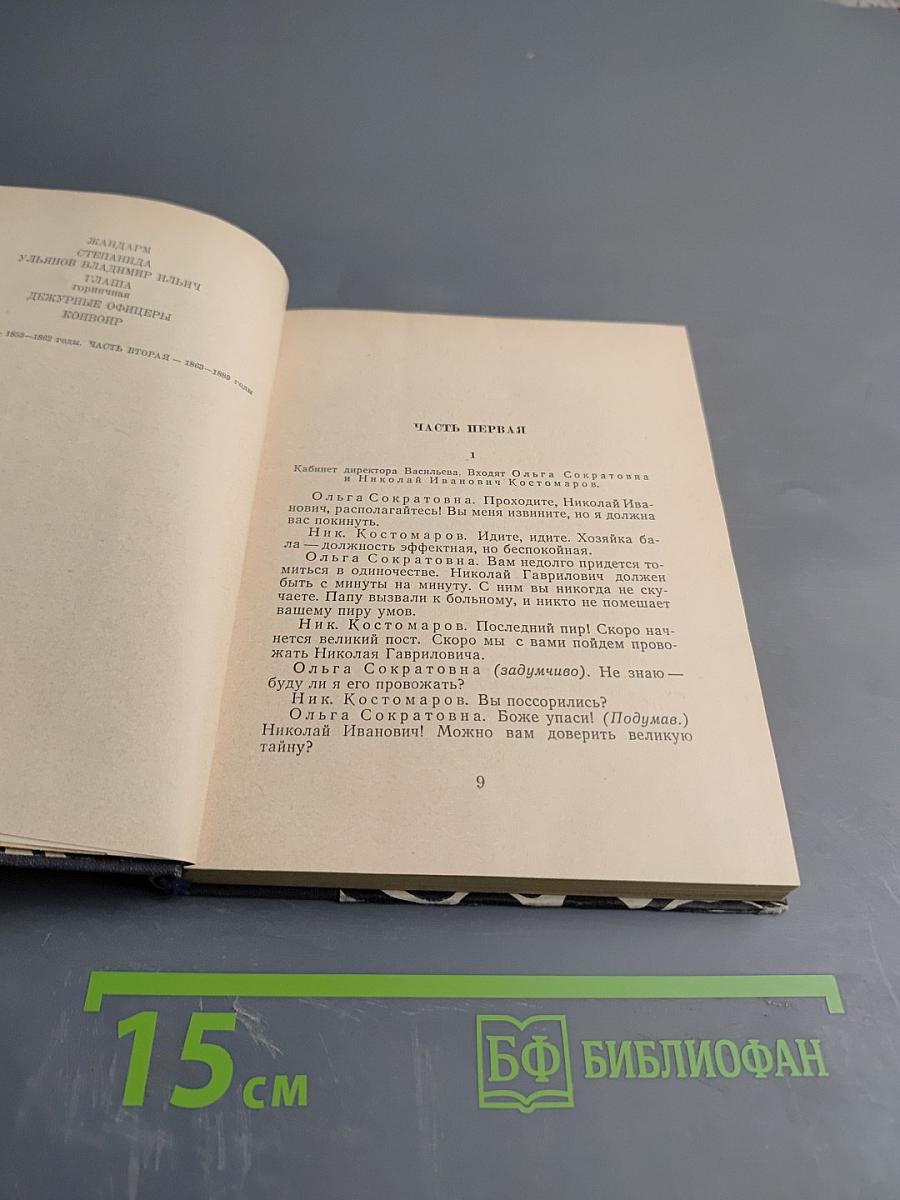 ЖАНДАРМ
СТЕПАНИДА
УЛЬЯНОВ ВЛАДИМИР ИЛЬИЧ
ГЛАША
горничная
ДЕЖУРНЫЕ ОФИЦЕРЫ
КОНВОИР
— 1853—1862 годы. ЧАСТЬ ВТОРАЯ — 1863—1889 годы
ЧАСТЬ ПЕРВАЯ
1
Кабинет директора Васильева. Входят Ольга Сократовна
и Николай Иванович Костомаров.
Ольга Сократовна. Проходите, Николай Ива-
нович, располагайтесь! Вы меня извините, но я должна
вас покинуть.
Ник. Костомаров. Идите, идите. Хозяйка ба-
ла — должность эффектная, но беспокойная.
Ольга Сократовна. Вам недолго придется то-
миться в одиночестве. Николай Гаврилович должен
быть с минуты на минуту. С ним вы никогда не ску-
чаете. Папу вызвали к больному, и никто не помешает
вашему пиру умов.
Ник. Костомаров. Последний пир! Скоро нач-
нется великий пост. Скоро мы с вами пойдем прово-
жать Николая Гавриловича.
Ольга Сократовна (задумчиво). Не знаю —
буду ли я его провожать?
Ник. Костомаров. Вы поссорились?
Ольга Сократовна. Боже упаси! (Подумав.)
Николай Иванович! Можно вам доверить великую
тайну?
9
15 см
БФ БИБЛИОФАН